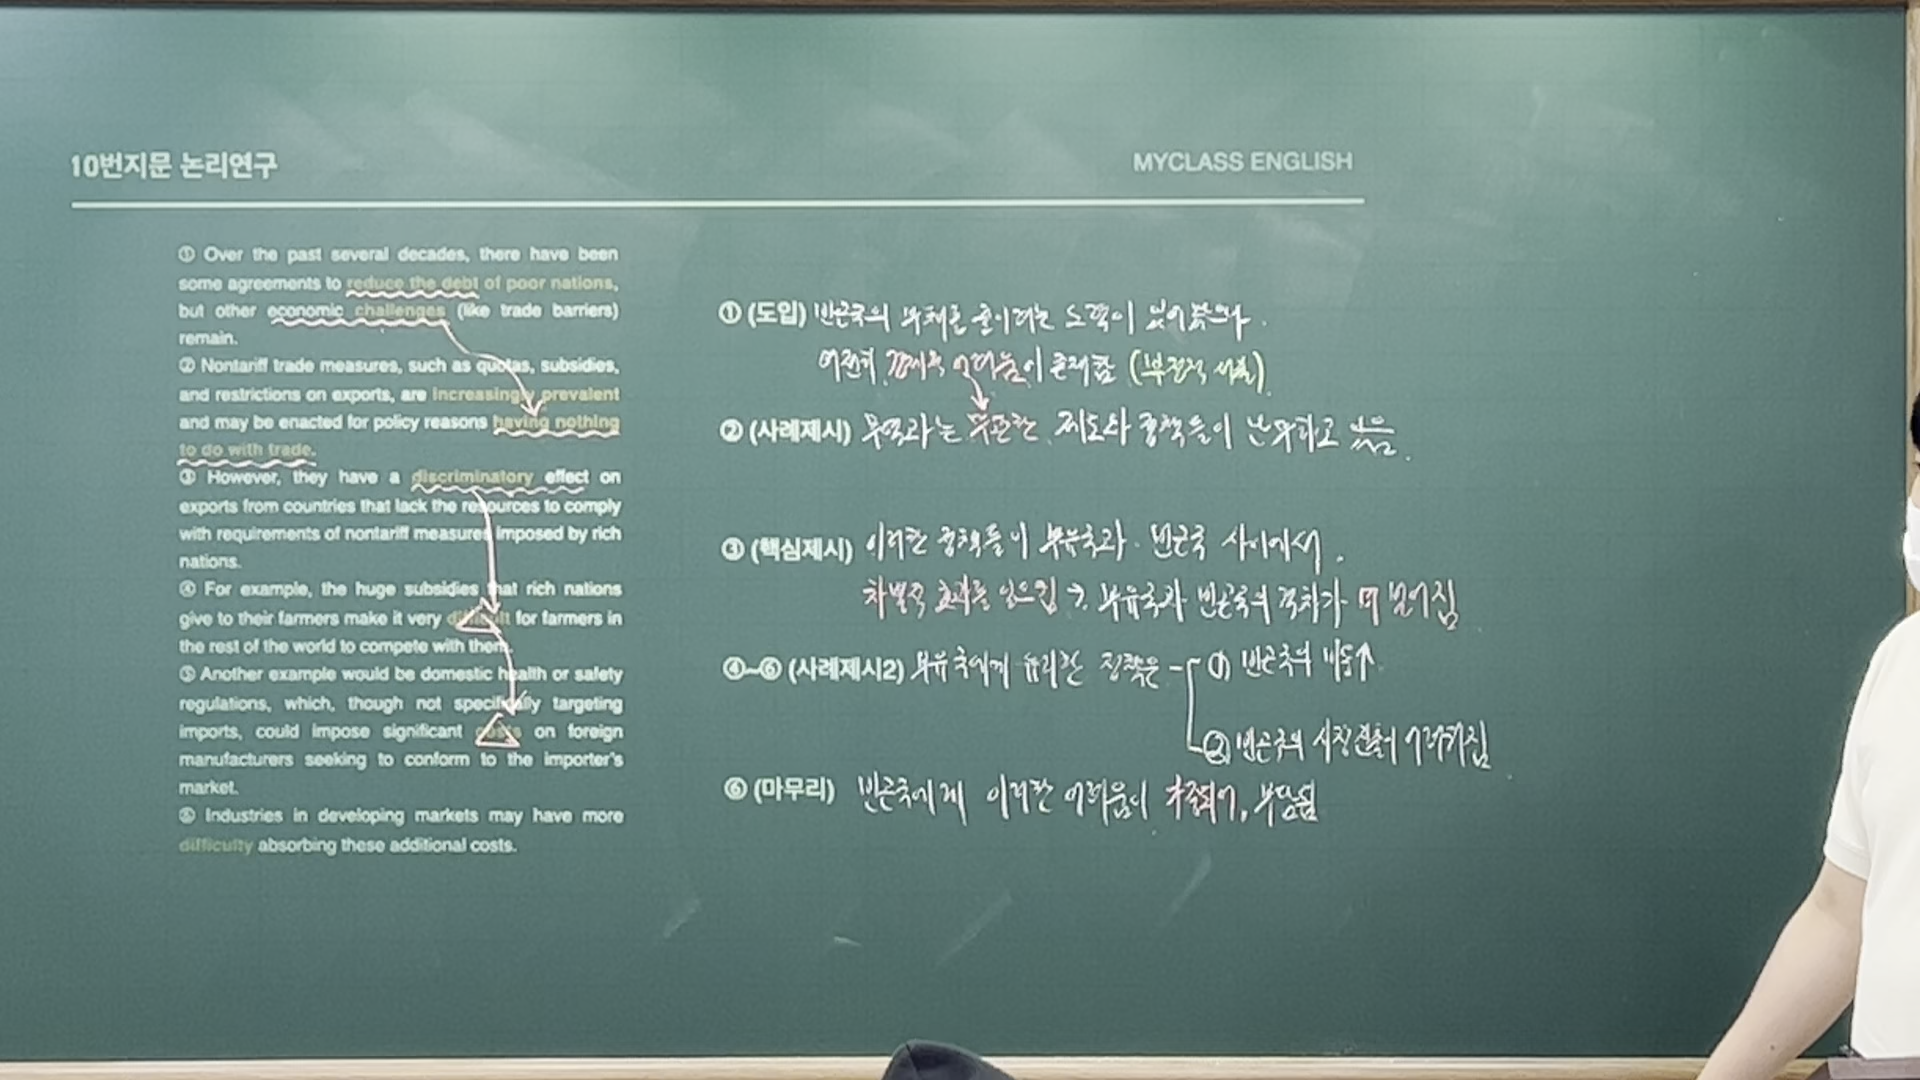 10번지문 논리연구
MYCLASS ENGLISH
① Over the past several decades, there have been
some agreements to reduce the debt of poor nations,
but other economic challenges (like trade barriers)
remain.
② Nontariff trade measures, such as quotas, subsidies,
and restrictions on exports, are increasingly prevalent
and may be enacted for policy reasons having nothing
to do with trade.
③ However, they have a discriminatory effect on
exports from countries that lack the resources to comply
with requirements of nontariff measures imposed by rich
nations.
④ For example, the huge subsidies that rich nations
give to their farmers make it very difficult for farmers in
the rest of the world to compete with them.
⑤ Another example would be domestic health or safety
regulations, which, though not specifically targeting
imports, could impose significant costs on foreign
manufacturers seeking to conform to the importer's
market.
⑥ Industries in developing markets may have more
difficulty absorbing these additional costs.
① (도입) 빈곤국의 부채를 줄이려는 노력이 있어 왔으나.
여전히 경제적 어려움이 존재함 (부정적 서술)
② (사례제시) 무역과는 무관한 제도와 정책들이 난무하고 있음.
③ (핵심제시) 이러한 정책들이 부유국과 빈곤국 사이에서.
차별적 효과를 일으킴 → 부유국과 빈곤국의 격차가 더 벌어짐
④~⑥ (사례제시2) 부유국에게 유리한 정책은 ① 빈곤국의 비용↑
② 빈곤국의 시장진출이 어려워짐
⑥ (마무리) 빈곤국에게 이러한 어려움이 가중되어, 부담됨